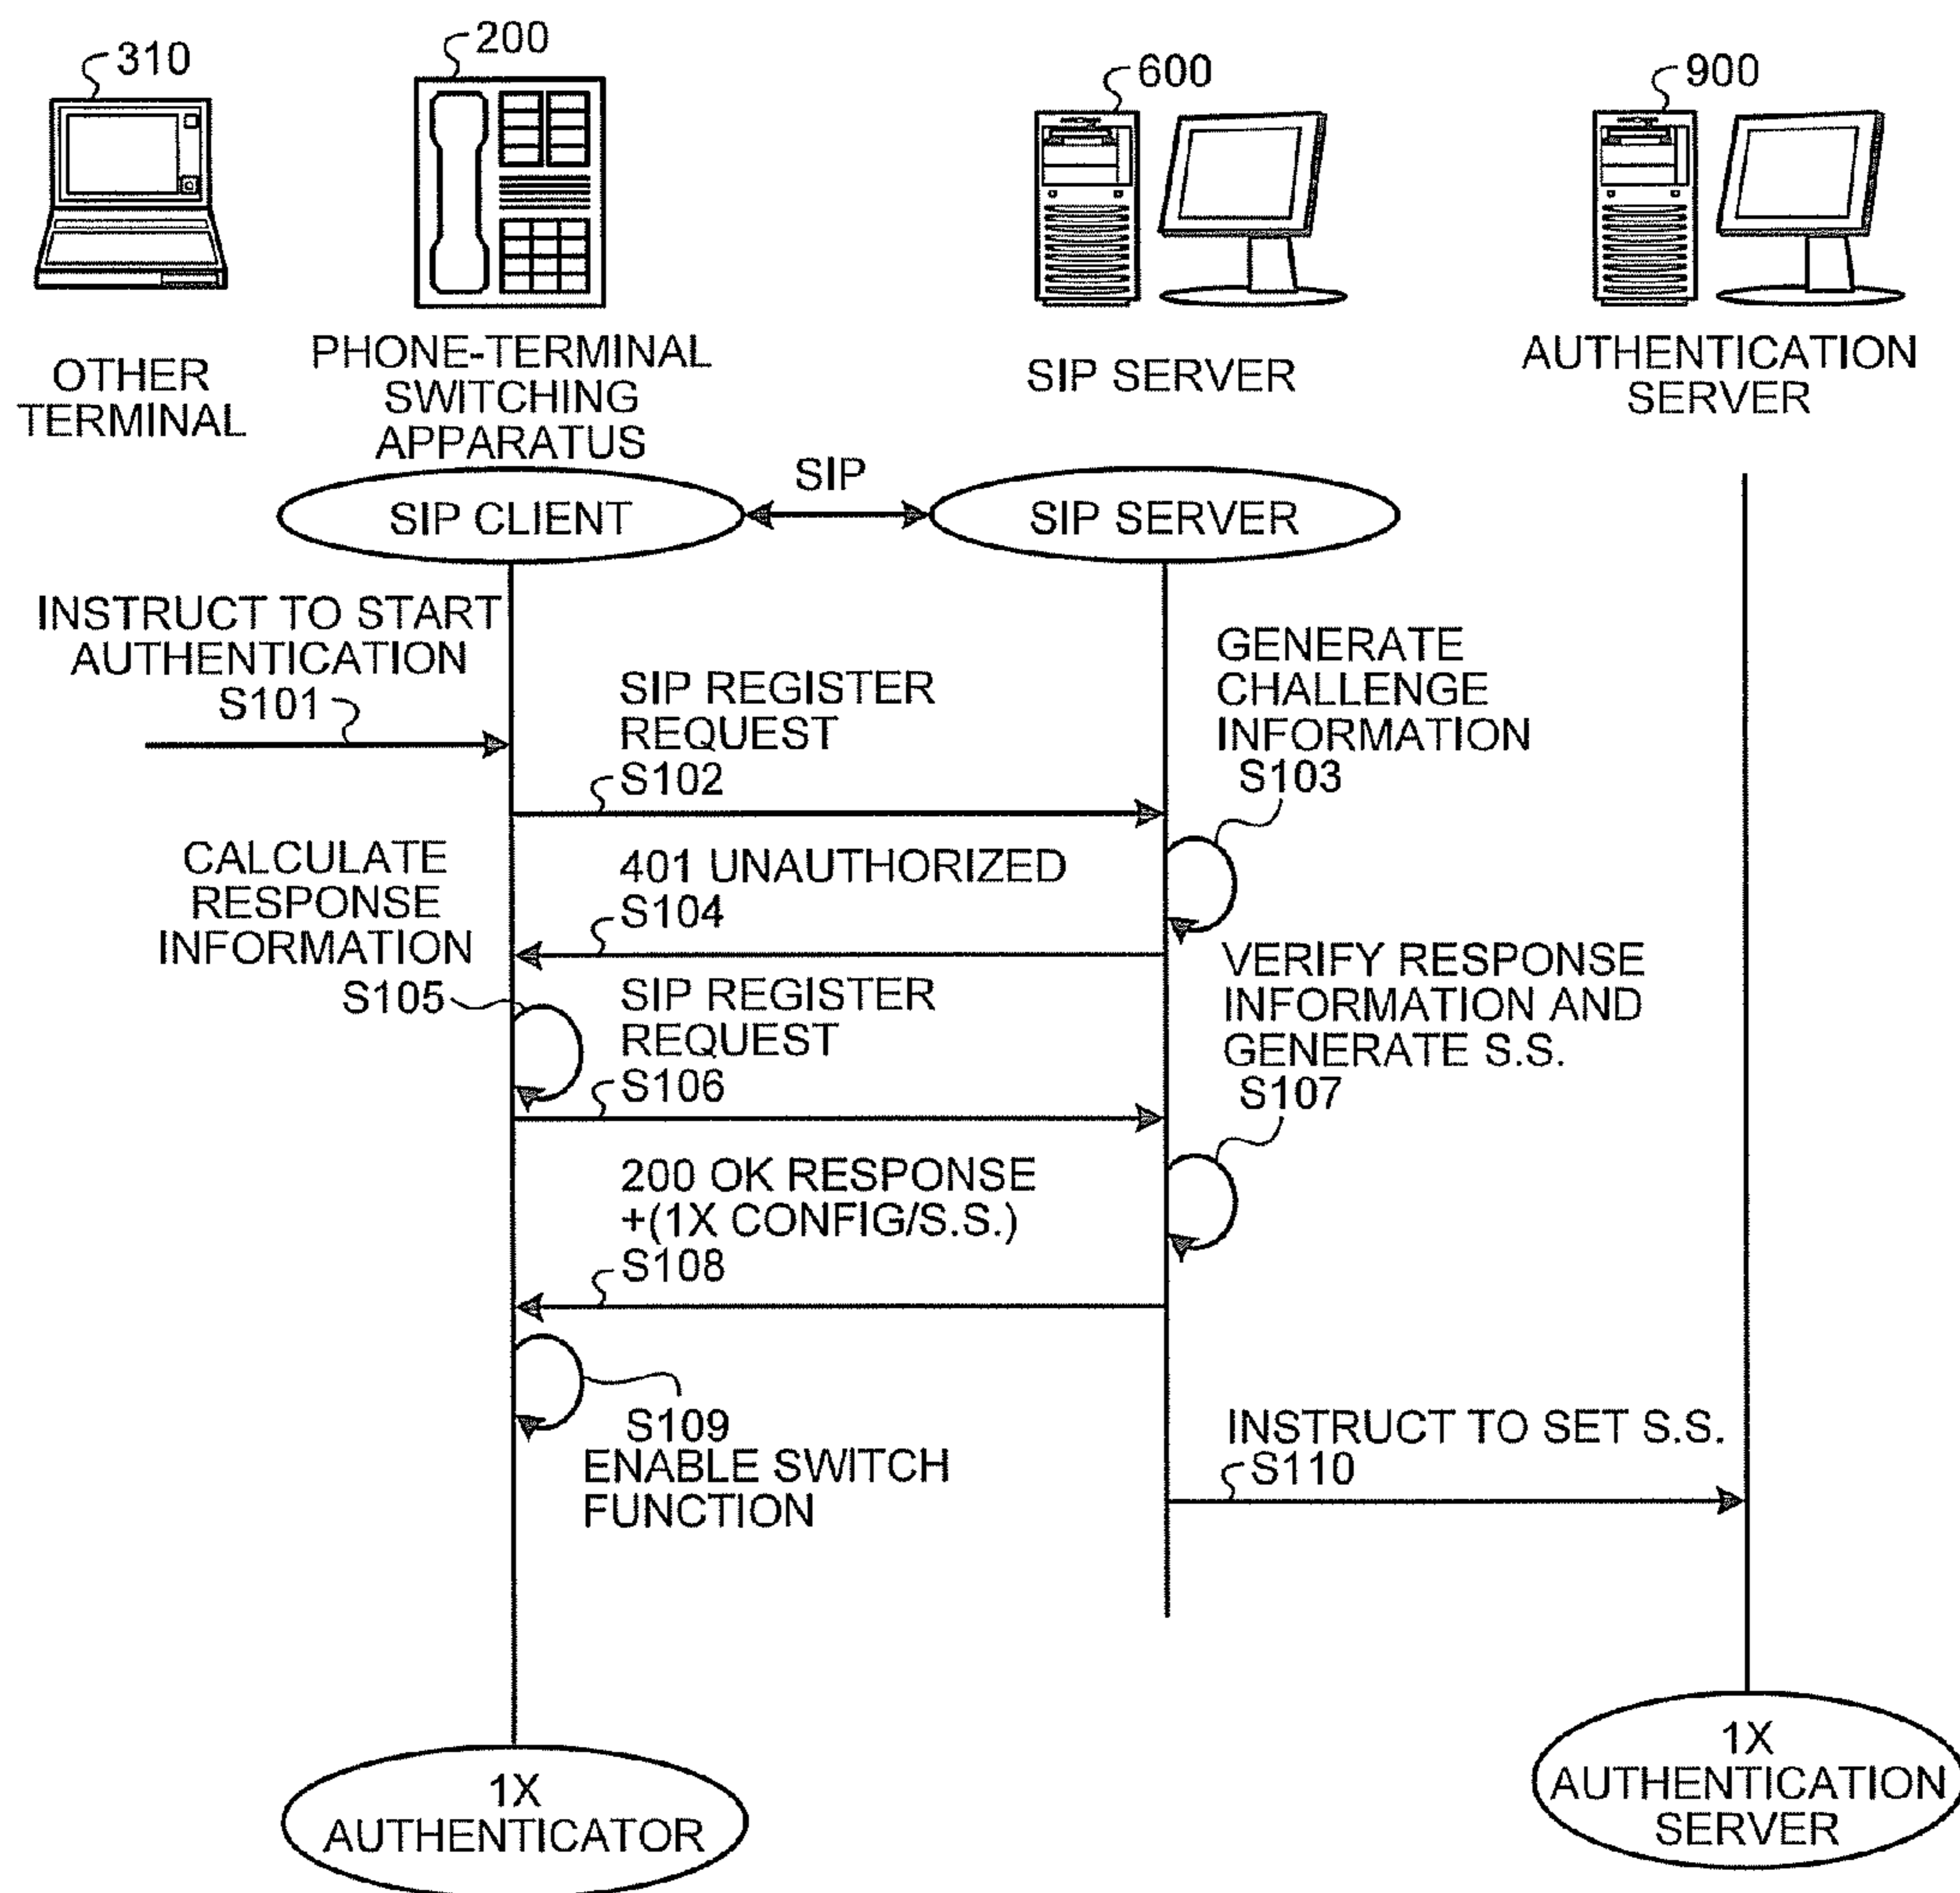 310
200
600
900
OTHER
TERMINAL
PHONE-TERMINAL
SWITCHING
APPARATUS
SIP SERVER
AUTHENTICATION
SERVER
SIP CLIENT
SIP
SIP SERVER
INSTRUCT TO START
AUTHENTICATION
S101
SIP REGISTER
REQUEST
S102
GENERATE
CHALLENGE
INFORMATION
S103
401 UNAUTHORIZED
S104
CALCULATE
RESPONSE
INFORMATION
S105
SIP REGISTER
REQUEST
S106
VERIFY RESPONSE
INFORMATION AND
GENERATE S.S.
S107
200 OK RESPONSE
+(1X CONFIG/S.S.)
S108
S109
ENABLE SWITCH
FUNCTION
INSTRUCT TO SET S.S.
S110
1X
AUTHENTICATOR
1X
AUTHENTICATION
SERVER